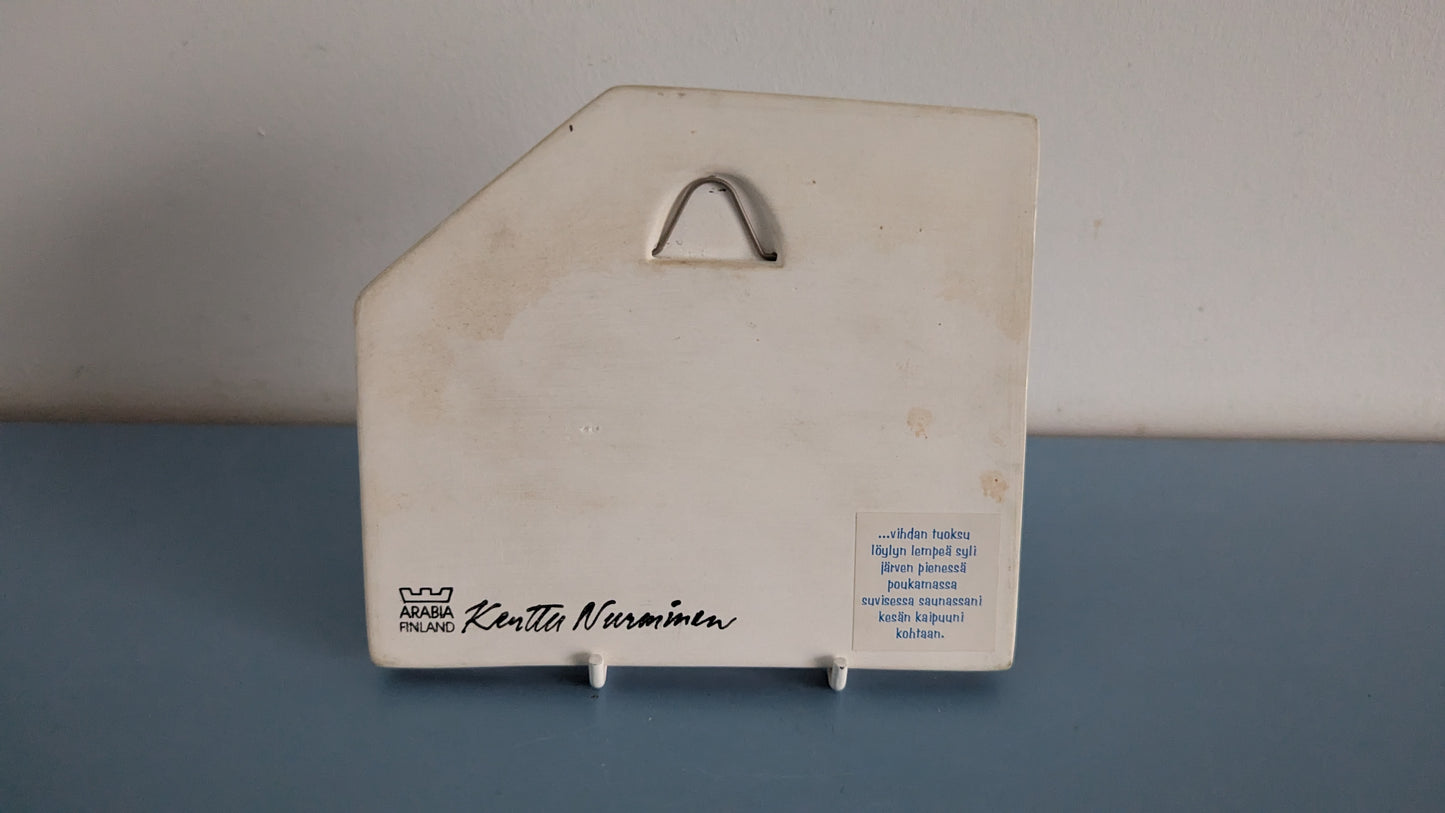 ARABIA
FINLAND
Kerttu Nurminen
...vihdan tuoksu
löylyn lempeä syli
järven pienessä
poukamassa
suvisessa saunassani
kesän kaipuuni
kohtaan.